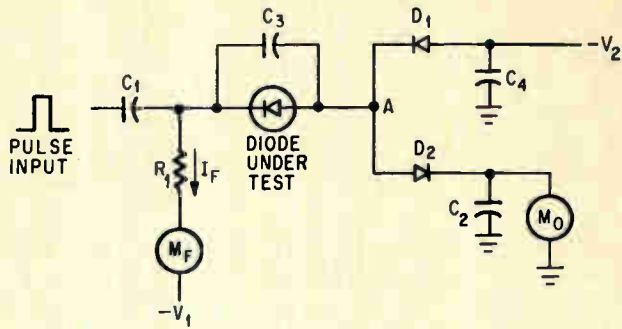 PULSE
INPUT
C1
C3
DIODE
UNDER
TEST
R1
IF
MF
-V1
A
D1
-V2
C4
D2
C2
MO